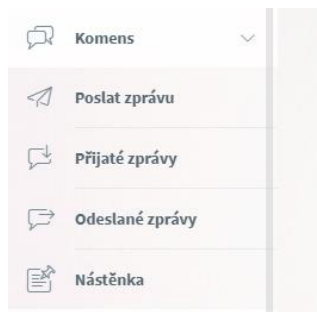 Komens
Poslat zprávu
Přijaté zprávy
Odeslané zprávy
Nástěnka